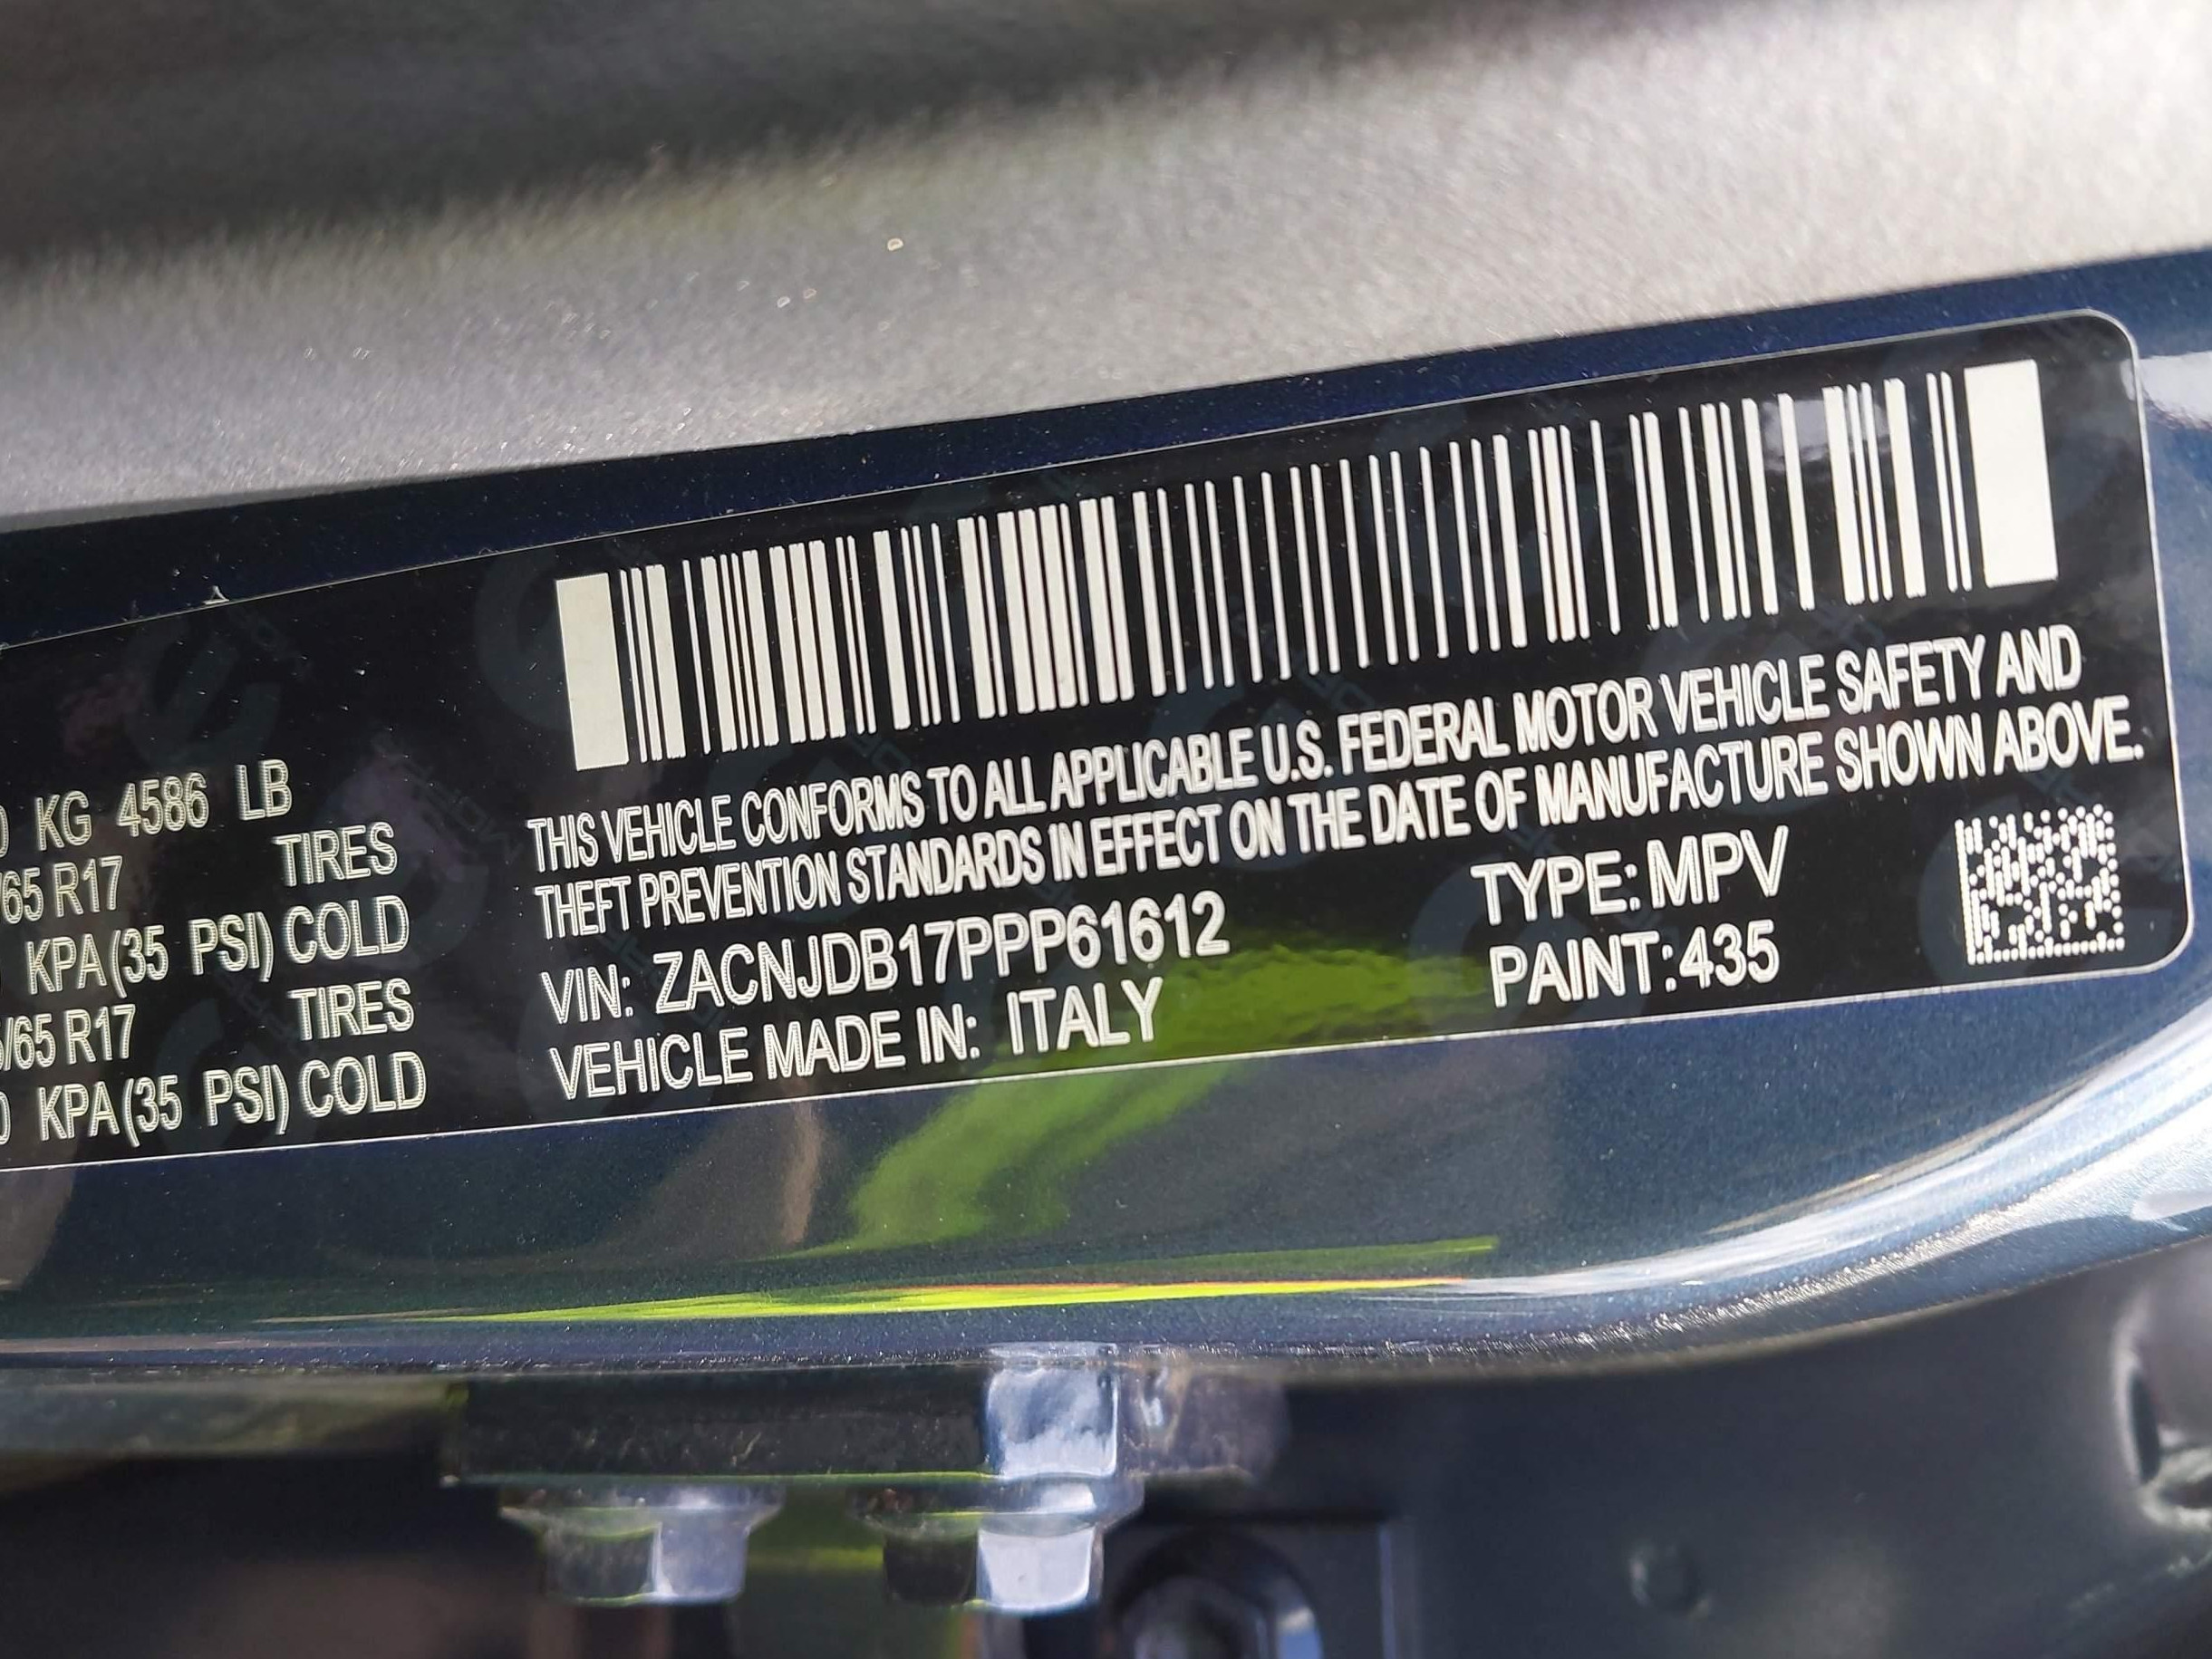 KG 4586 LB
/65 R17 TIRES
KPA (35 PSI) COLD
/65 R17 TIRES
KPA (35 PSI) COLD
THIS VEHICLE CONFORMS TO ALL APPLICABLE U.S. FEDERAL MOTOR VEHICLE SAFETY AND
THEFT PREVENTION STANDARDS IN EFFECT ON THE DATE OF MANUFACTURE SHOWN ABOVE.
VIN: ZACNJDB17PPP61612 TYPE: MPV
VEHICLE MADE IN: ITALY PAINT: 435